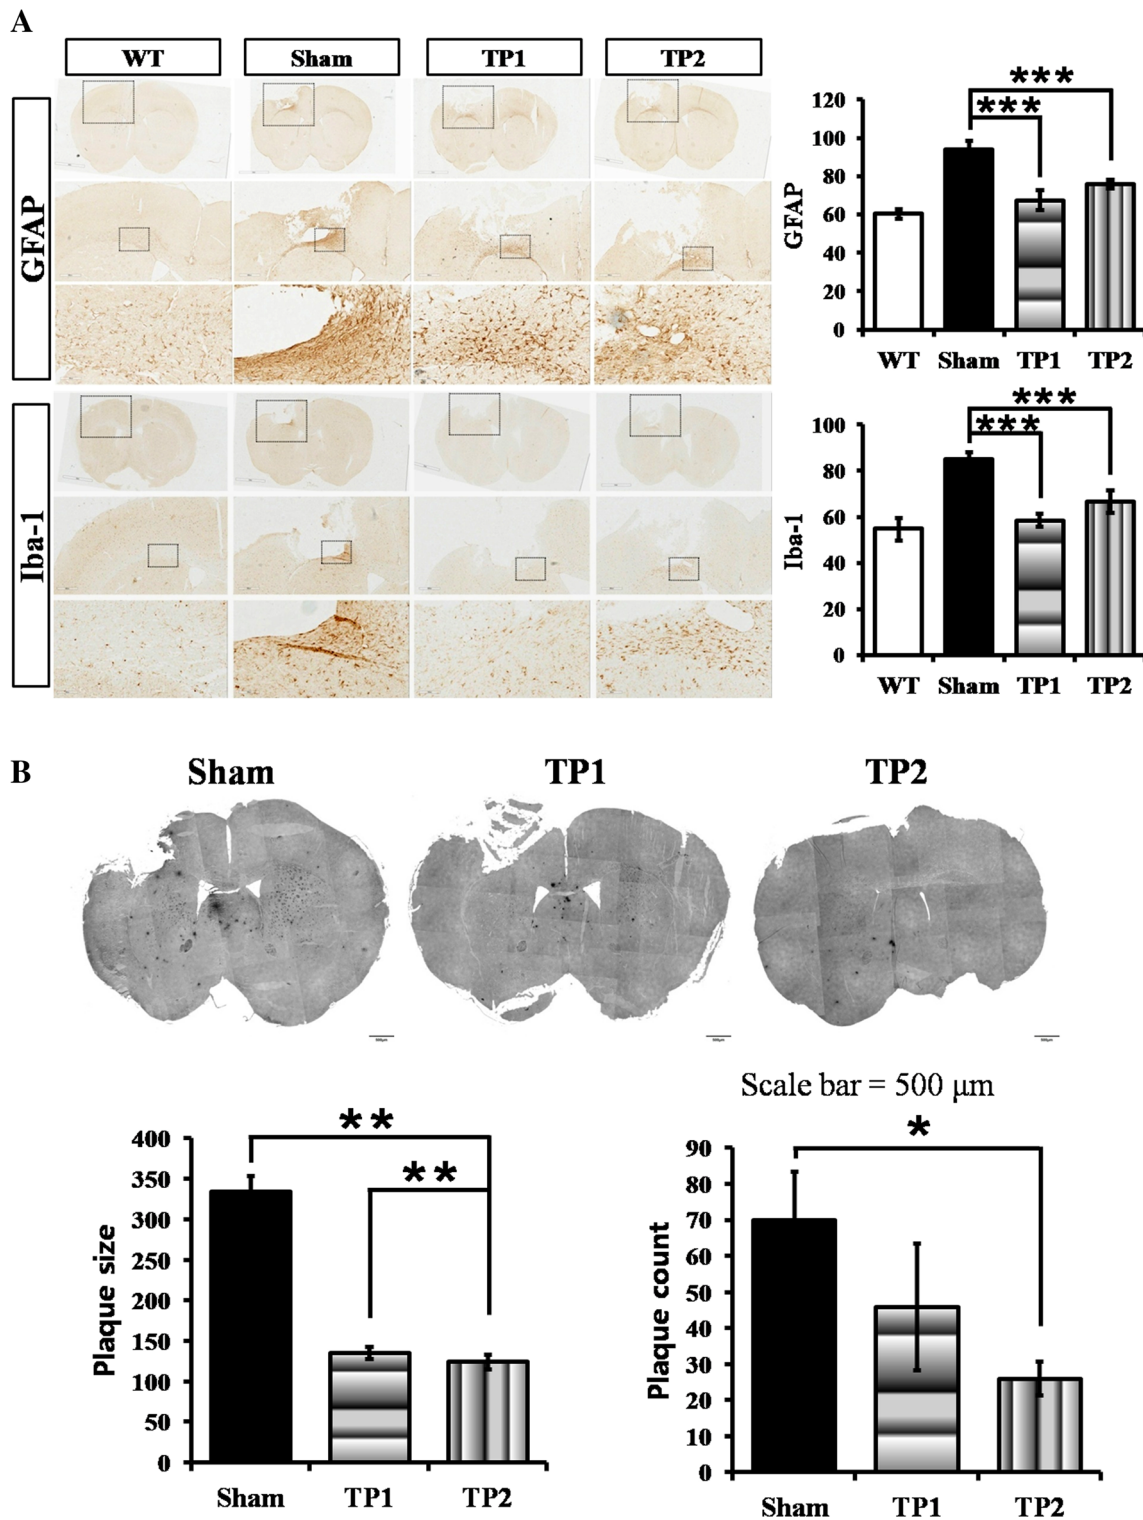 A
WT Sham TP1 TP2
GFAP
Iba-1
***
***
120
100
80
60
40
20
0
GFAP
WT Sham TP1 TP2
***
***
100
80
60
40
20
0
Iba-1
WT Sham TP1 TP2
B
Sham TP1 TP2
500μm 500μm 500μm
Scale bar = 500 μm
**
**
400
350
300
250
200
150
100
50
0
Plaque size
Sham TP1 TP2
*
90
80
70
60
50
40
30
20
10
0
Plaque count
Sham TP1 TP2